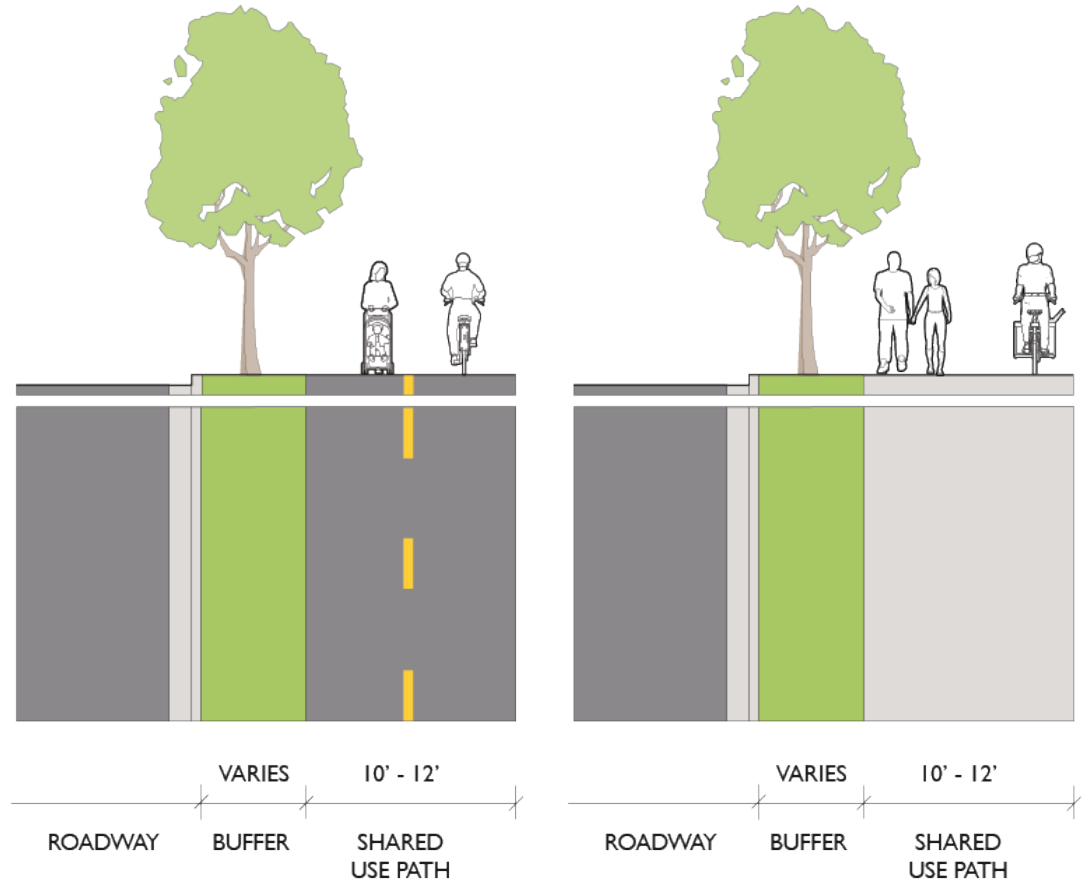 VARIES
10’ - 12’
ROADWAY
BUFFER
SHARED
USE PATH
VARIES
10’ - 12’
ROADWAY
BUFFER
SHARED
USE PATH